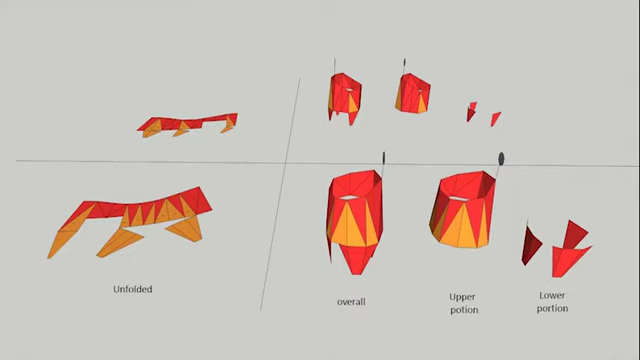 Unfolded
overall
Upper
potion
Lower
portion